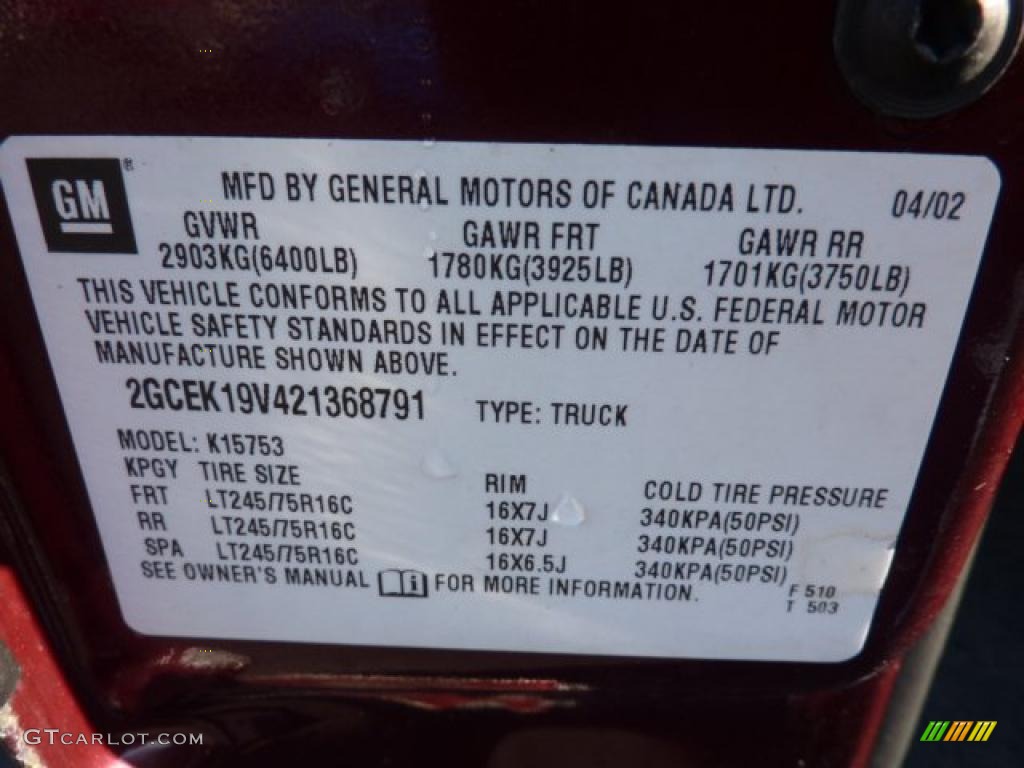 GM®
MFD BY GENERAL MOTORS OF CANADA LTD. 04/02
GVWR GAWR FRT GAWR RR
2903KG(6400LB) 1780KG(3925LB) 1701KG(3750LB)
THIS VEHICLE CONFORMS TO ALL APPLICABLE U.S. FEDERAL MOTOR
VEHICLE SAFETY STANDARDS IN EFFECT ON THE DATE OF
MANUFACTURE SHOWN ABOVE.
2GCEK19V421368791 TYPE: TRUCK
MODEL: K15753
KPGY TIRE SIZE RIM COLD TIRE PRESSURE
FRT LT245/75R16C 16X7J 340KPA(50PSI)
RR LT245/75R16C 16X7J 340KPA(50PSI)
SPA LT245/75R16C 16X6.5J 340KPA(50PSI)
SEE OWNER'S MANUAL i FOR MORE INFORMATION.
F 510
T 503
GTCARLOT.COM